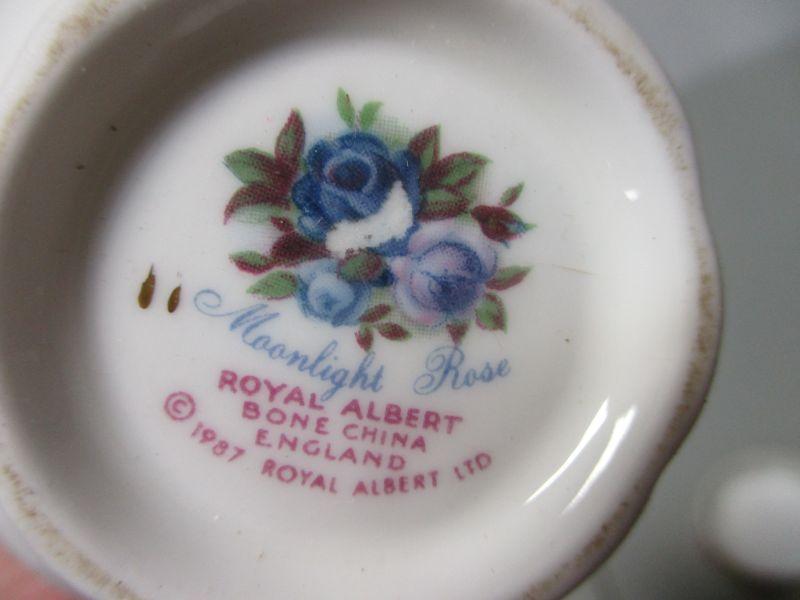 Moonlight Rose
ROYAL ALBERT
BONE CHINA
ENGLAND
© 1987 ROYAL ALBERT LTD